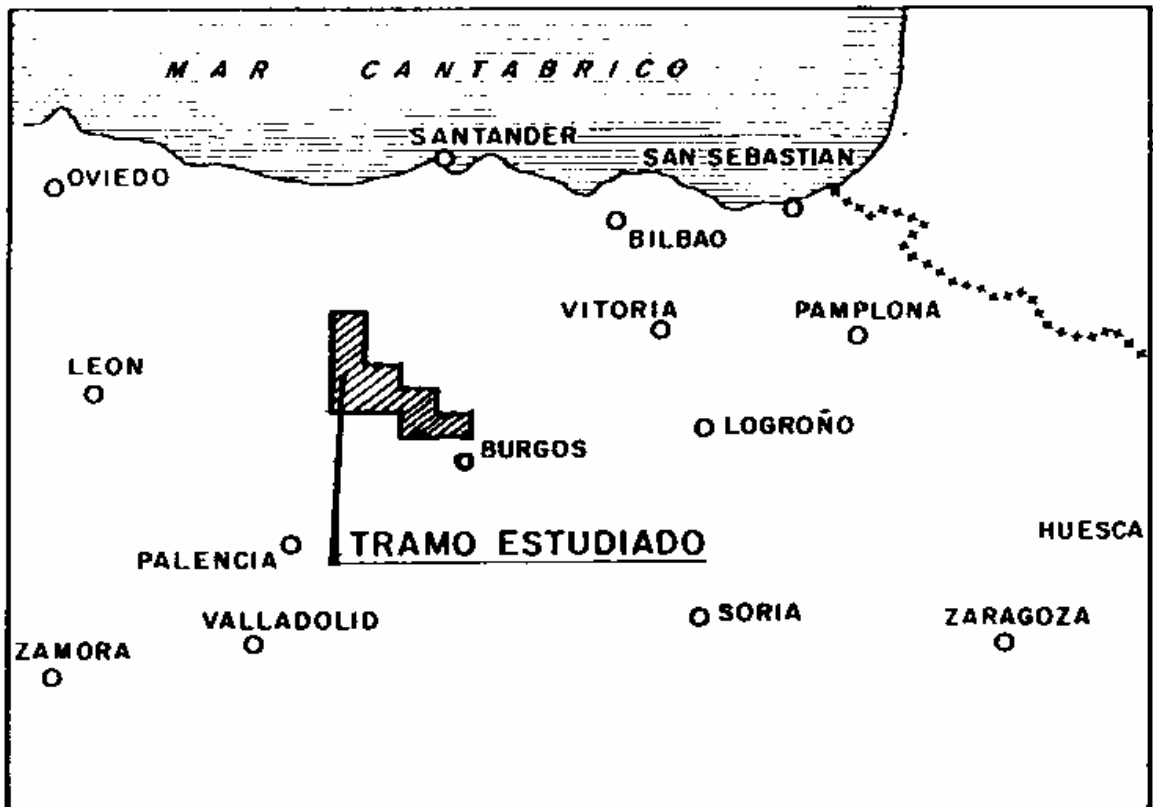 MAR CANTABRICO
SANTANDER
SAN SEBASTIAN
OVIEDO
BILBAO
VITORIA
PAMPLONA
LEON
LOGROÑO
BURGOS
TRAMO ESTUDIADO
HUESCA
PALENCIA
VALLADOLID
SORIA
ZARAGOZA
ZAMORA